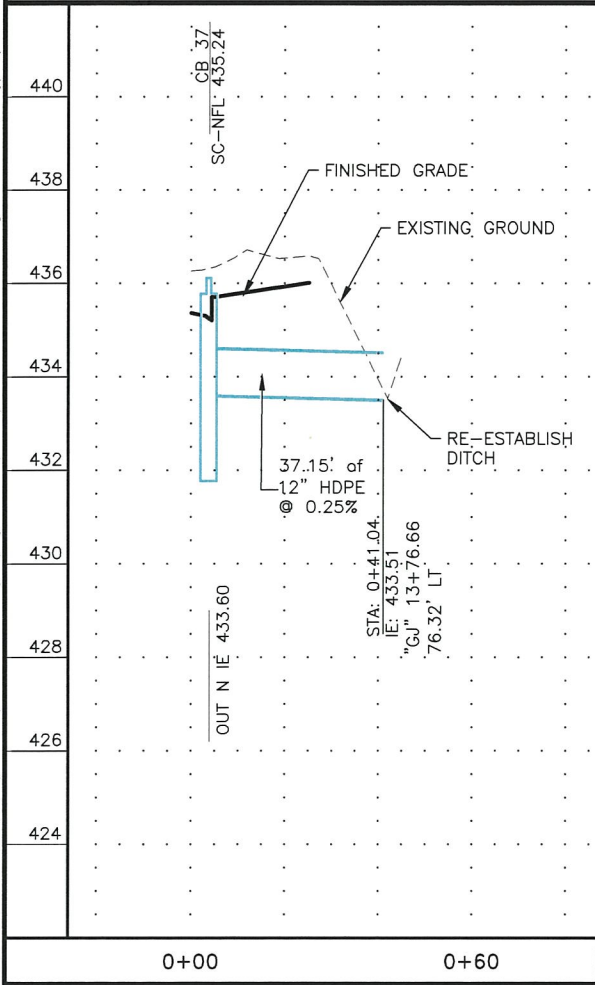 CB 37
SC-NFL 435.24
440
438
436
434
432
430
428
426
424
FINISHED GRADE
EXISTING GROUND
RE-ESTABLISH
DITCH
37.15' of
12" HDPE
@ 0.25%
STA: 0+41.04
IE: 433.51
"GJ" 13+76.66
76.32' LT
OUT N IE 433.60
0+00
0+60